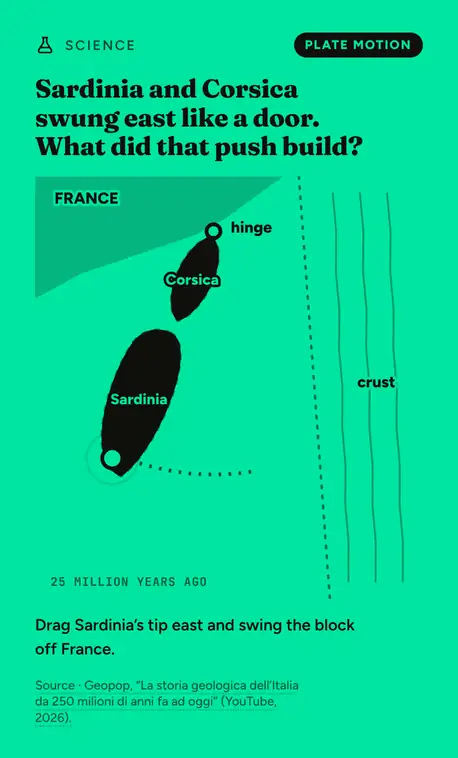 SCIENCE
PLATE MOTION
Sardinia and Corsica
swung east like a door.
What did that push build?
FRANCE
hinge
Corsica
crust
Sardinia
25 MILLION YEARS AGO
Drag Sardinia’s tip east and swing the block
off France.
Source · Geopop, “La storia geologica dell’Italia
da 250 milioni di anni fa ad oggi” (YouTube,
2026).